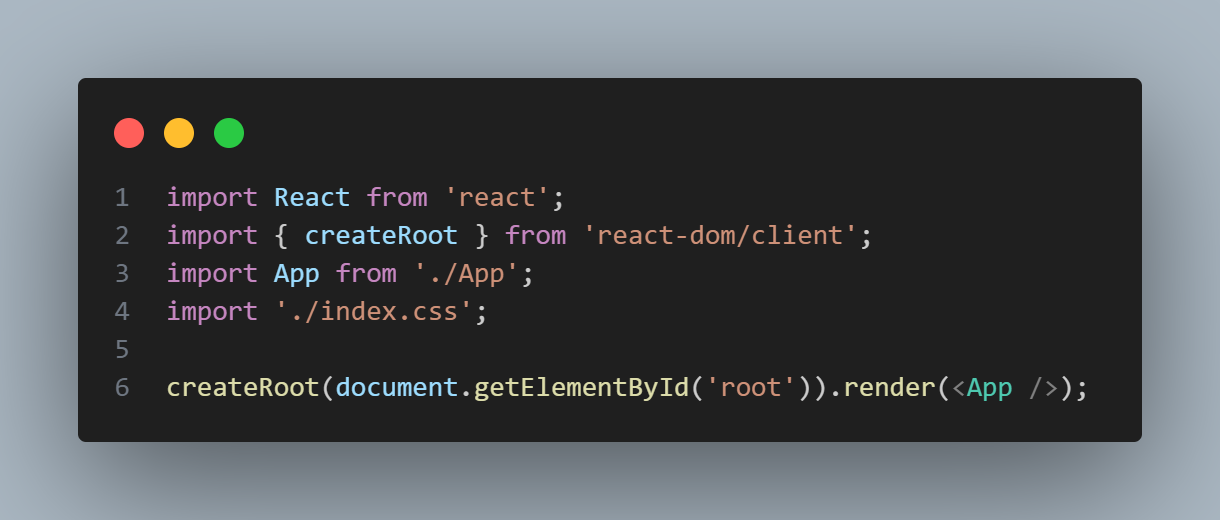 1 import React from 'react';
2 import { createRoot } from 'react-dom/client';
3 import App from './App';
4 import './index.css';
5
6 createRoot(document.getElementById('root')).render(<App />);